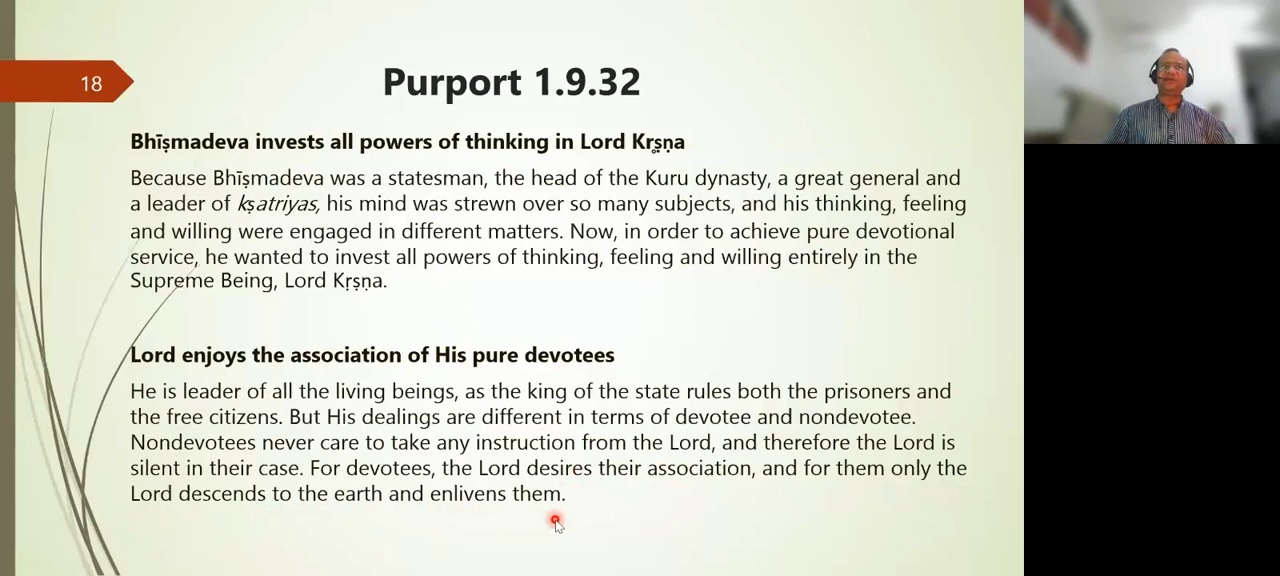 18
Purport 1.9.32
Bhīṣmadeva invests all powers of thinking in Lord Kṛṣṇa
Because Bhīṣmadeva was a statesman, the head of the Kuru dynasty, a great general and
a leader of kṣatriyas, his mind was strewn over so many subjects, and his thinking, feeling
and willing were engaged in different matters. Now, in order to achieve pure devotional
service, he wanted to invest all powers of thinking, feeling and willing entirely in the
Supreme Being, Lord Kṛṣṇa.
Lord enjoys the association of His pure devotees
He is leader of all the living beings, as the king of the state rules both the prisoners and
the free citizens. But His dealings are different in terms of devotee and nondevotee.
Nondevotees never care to take any instruction from the Lord, and therefore the Lord is
silent in their case. For devotees, the Lord desires their association, and for them only the
Lord descends to the earth and enlivens them.